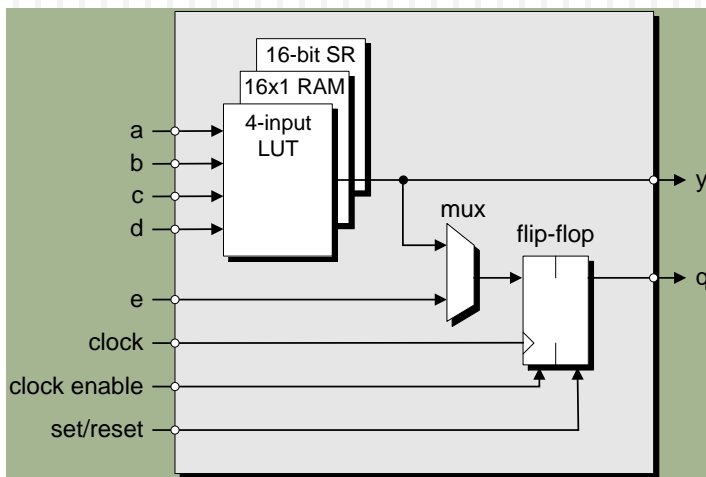 16-bit SR
16x1 RAM
4-input
LUT
a
b
c
d
y
mux
flip-flop
e
q
clock
clock enable
set/reset